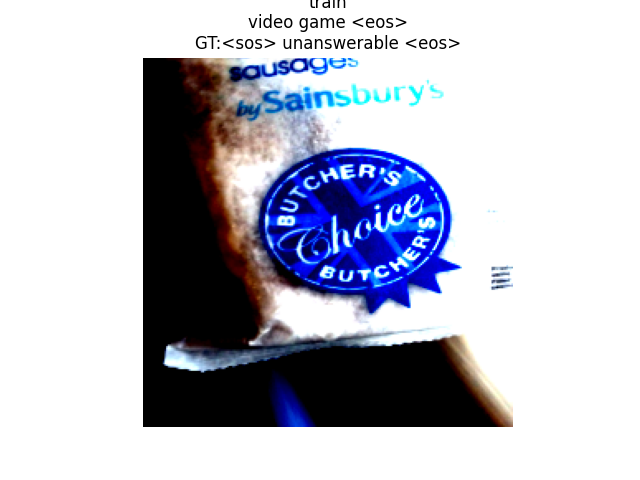 train
video game <eos>
GT:<sos> unanswerable <eos>
sausages
by Sainsbury's
BUTCHER'S
Choice
BUTCHER'S